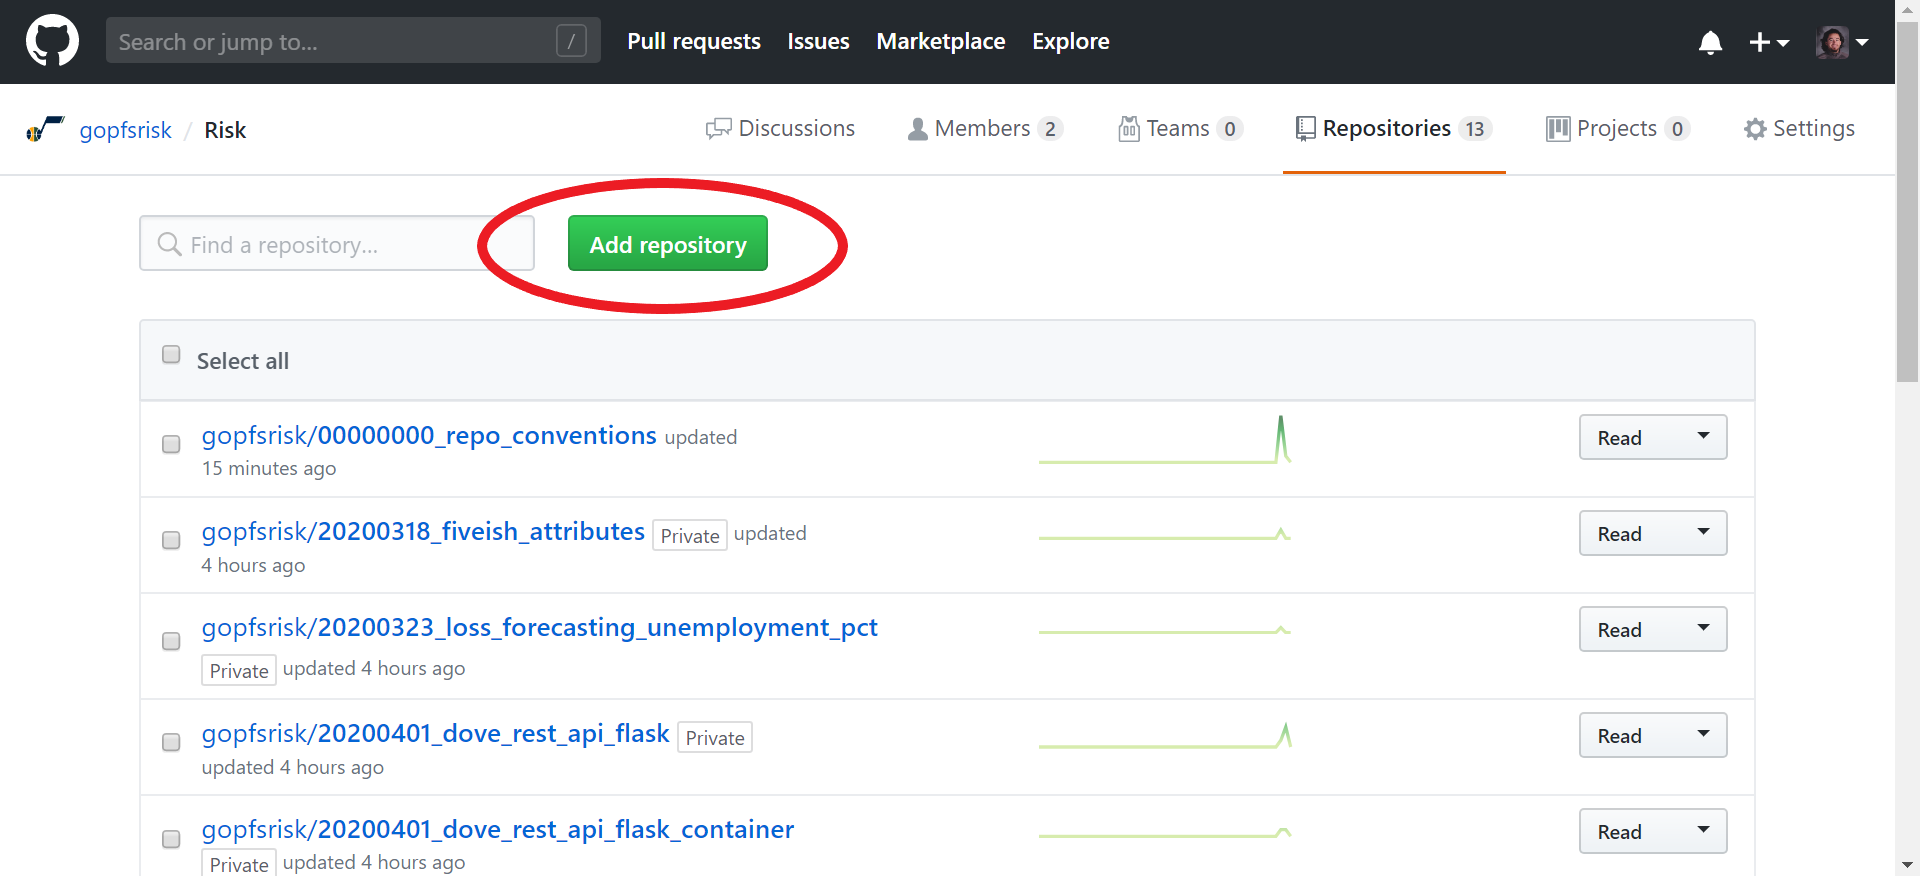 Search or jump to... /
Pull requests Issues Marketplace Explore
gopfsrisk / Risk
Discussions Members 2 Teams 0 Repositories 13 Projects 0 Settings
Find a repository...
Add repository
Select all
gopfsrisk/00000000_repo_conventions updated
15 minutes ago
Read
gopfsrisk/20200318_fiveish_attributes Private updated
4 hours ago
Read
gopfsrisk/20200323_loss_forecasting_unemployment_pct
Private updated 4 hours ago
Read
gopfsrisk/20200401_dove_rest_api_flask Private
updated 4 hours ago
Read
gopfsrisk/20200401_dove_rest_api_flask_container
Private updated 4 hours ago
Read